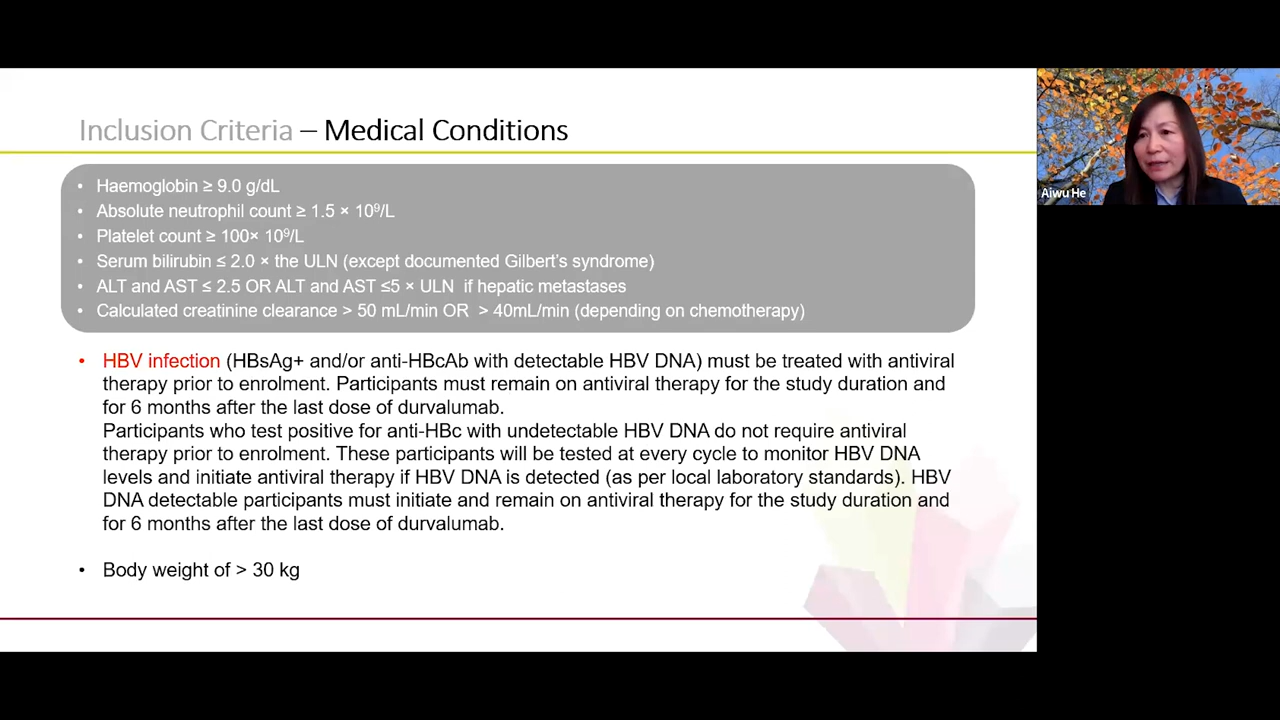 Inclusion Criteria – Medical Conditions
• Haemoglobin ≥ 9.0 g/dL
• Absolute neutrophil count ≥ 1.5 × 10⁹/L
• Platelet count ≥ 100× 10⁹/L
• Serum bilirubin ≤ 2.0 × the ULN (except documented Gilbert's syndrome)
• ALT and AST ≤ 2.5 OR ALT and AST ≤5 × ULN if hepatic metastases
• Calculated creatinine clearance > 50 mL/min OR > 40mL/min (depending on chemotherapy)
• HBV infection (HBsAg+ and/or anti-HBcAb with detectable HBV DNA) must be treated with antiviral
therapy prior to enrolment. Participants must remain on antiviral therapy for the study duration and
for 6 months after the last dose of durvalumab.
Participants who test positive for anti-HBc with undetectable HBV DNA do not require antiviral
therapy prior to enrolment. These participants will be tested at every cycle to monitor HBV DNA
levels and initiate antiviral therapy if HBV DNA is detected (as per local laboratory standards). HBV
DNA detectable participants must initiate and remain on antiviral therapy for the study duration and
for 6 months after the last dose of durvalumab.
• Body weight of > 30 kg
Aiwu He